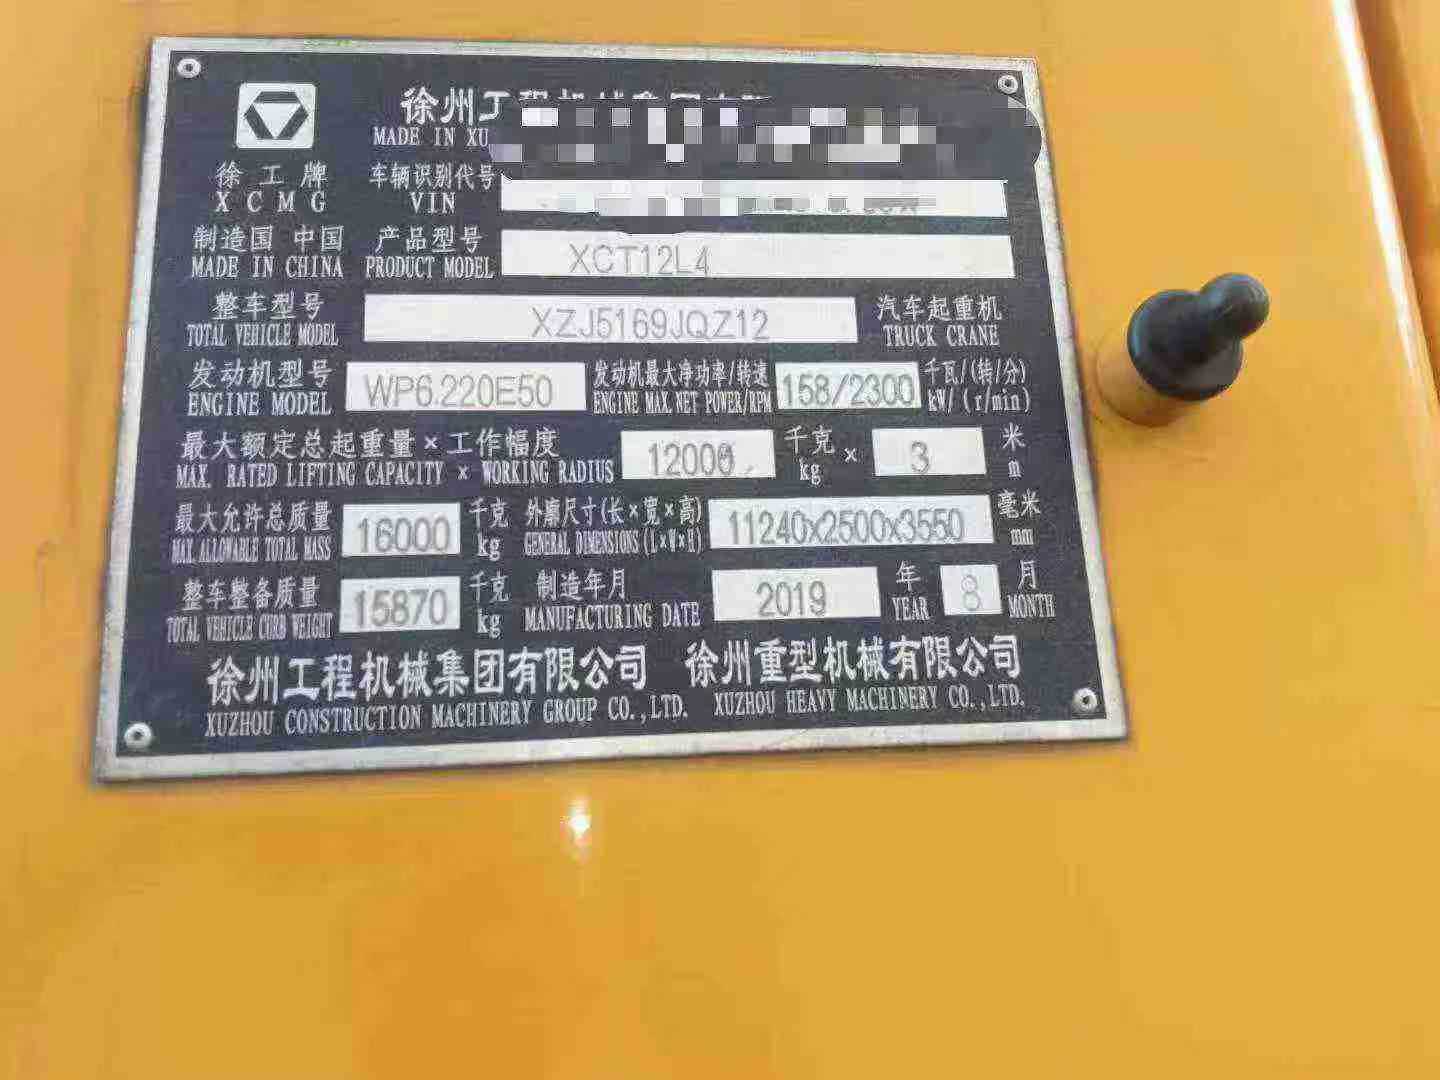 徐州工程机械集团有限
MADE IN XU
徐工牌 车辆识别代号
XCMG VIN
制造国 中国 产品型号 XCT12L4
MADE IN CHINA PRODUCT MODEL
整车型号 XZJ5169JQZ12 汽车起重机
TOTAL VEHICLE MODEL TRUCK CRANE
发动机型号 WP6.220E50 发动机最大净功率/转速 158/2300 千瓦/(转/分)
ENGINE MODEL ENGINE MAX.NET POWER/RPM kW/(r/min)
最大额定总起重量×工作幅度 12000 千克 × 3 米
MAX. RATED LIFTING CAPACITY × WORKING RADIUS kg m
最大允许总质量 16000 千克 外廓尺寸(长×宽×高) 11240x2500x3550 毫米
MAX.ALLOWABLE TOTAL MASS kg GENERAL DIMENSIONS(L×W×H) mm
整车整备质量 15870 千克 制造年月 2019 年 8 月
TOTAL VEHICLE CURB WEIGHT kg MANUFACTURING DATE YEAR MONTH
徐州工程机械集团有限公司 徐州重型机械有限公司
XUZHOU CONSTRUCTION MACHINERY GROUP CO.,LTD. XUZHOU HEAVY MACHINERY CO.,LTD.